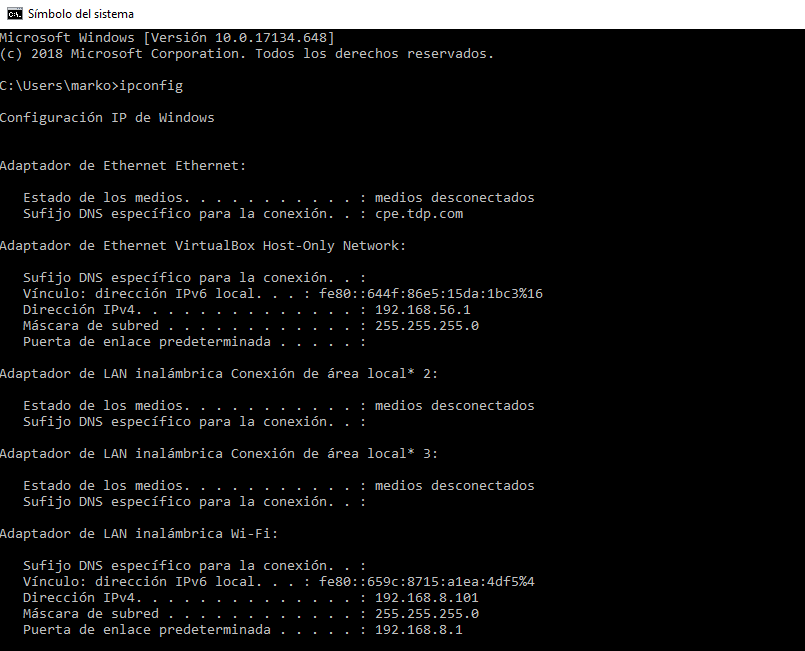 Símbolo del sistema
Microsoft Windows [Versión 10.0.17134.648]
(c) 2018 Microsoft Corporation. Todos los derechos reservados.
C:\Users\marko>ipconfig
Configuración IP de Windows
Adaptador de Ethernet Ethernet:
Estado de los medios. . . . . . . . . . . : medios desconectados
Sufijo DNS específico para la conexión. . : cpe.tdp.com
Adaptador de Ethernet VirtualBox Host-Only Network:
Sufijo DNS específico para la conexión. . :
Vínculo: dirección IPv6 local. . . : fe80::644f:86e5:15da:1bc3%16
Dirección IPv4. . . . . . . . . . . . . . : 192.168.56.1
Máscara de subred . . . . . . . . . . . . : 255.255.255.0
Puerta de enlace predeterminada . . . . . :
Adaptador de LAN inalámbrica Conexión de área local* 2:
Estado de los medios. . . . . . . . . . . : medios desconectados
Sufijo DNS específico para la conexión. . :
Adaptador de LAN inalámbrica Conexión de área local* 3:
Estado de los medios. . . . . . . . . . . : medios desconectados
Sufijo DNS específico para la conexión. . :
Adaptador de LAN inalámbrica Wi-Fi:
Sufijo DNS específico para la conexión. . :
Vínculo: dirección IPv6 local. . . : fe80::659c:8715:a1ea:4df5%4
Dirección IPv4. . . . . . . . . . . . . . : 192.168.8.101
Máscara de subred . . . . . . . . . . . . : 255.255.255.0
Puerta de enlace predeterminada . . . . . : 192.168.8.1